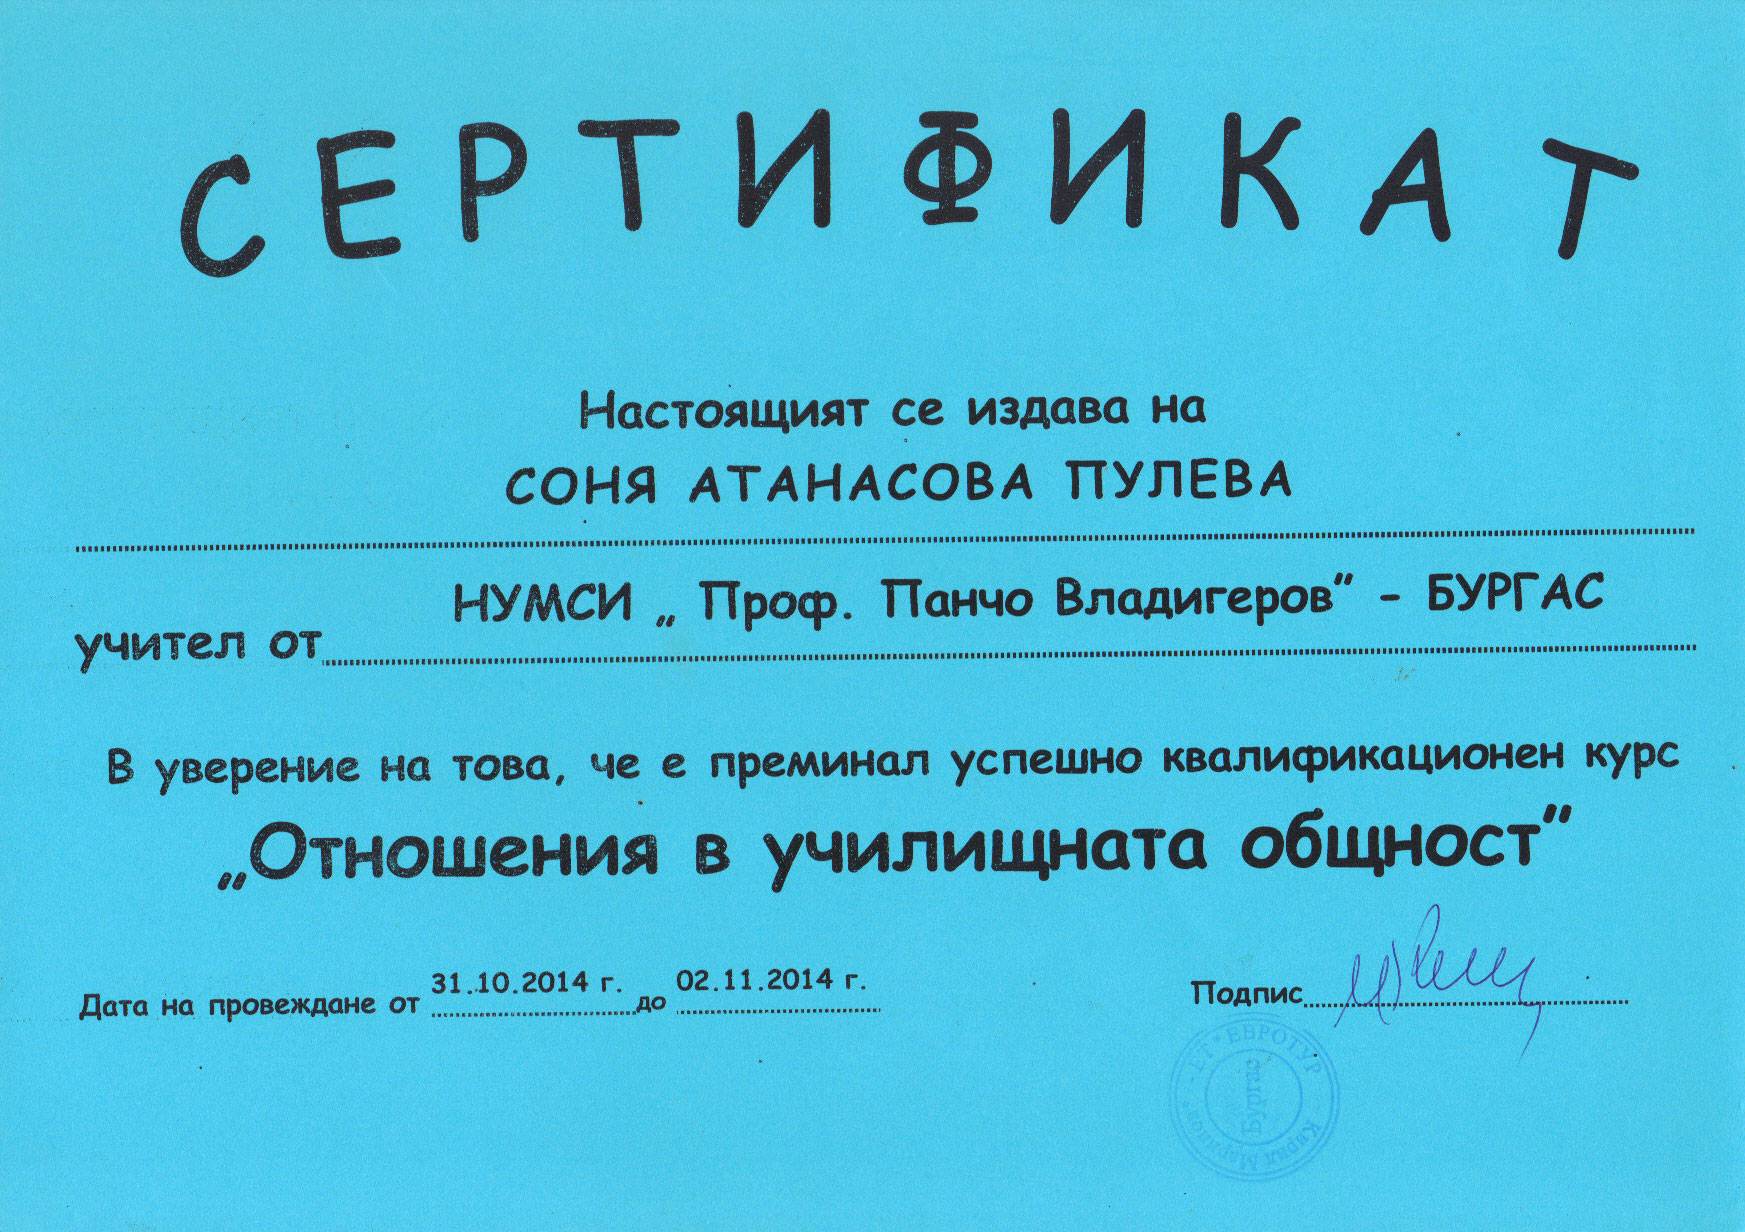 СЕРТИФИКАТ
Настоящият се издава на
СОНЯ АТАНАСОВА ПУЛЕВА
НУМСИ „ Проф. Панчо Владигеров" - БУРГАС
учител от
В уверение на това, че е преминал успешно квалификационен курс
„Отношения в училищната общност"
Дата на провеждане от 31.10.2014 г. до 02.11.2014 г.
Подпис
ЕТ * ЕВРОТУР
Кирил
Бургас